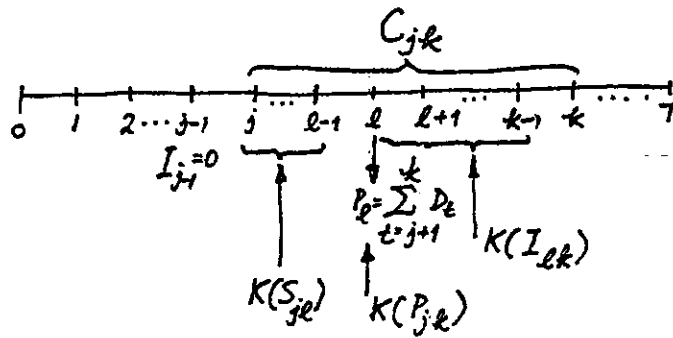 C_{jk}
0 1 2 ... j-1 j ... l-1 l l+1 ... k-1 k .... T
I_{j-1}=0
P_l = \sum_{t=j+1}^{k} D_t
K(I_{lk})
K(S_{jl}) K(P_{jk})